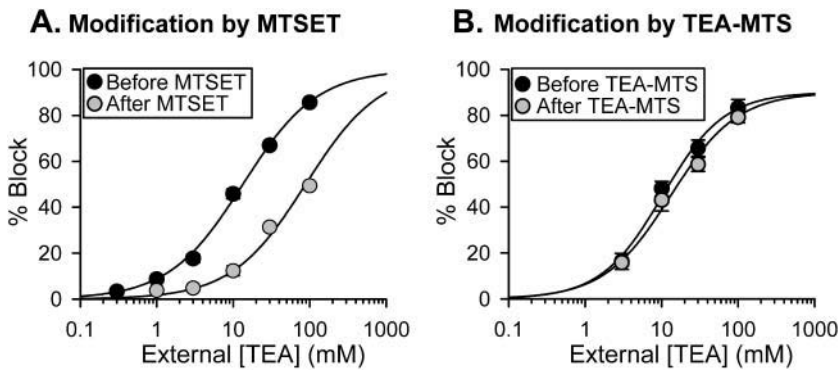 A. Modification by MTSET
Before MTSET
After MTSET
100
80
60
40
20
0
% Block
0.1 1 10 100 1000
External [TEA] (mM)
B. Modification by TEA-MTS
Before TEA-MTS
After TEA-MTS
100
80
60
40
20
0
% Block
0.1 1 10 100 1000
External [TEA] (mM)